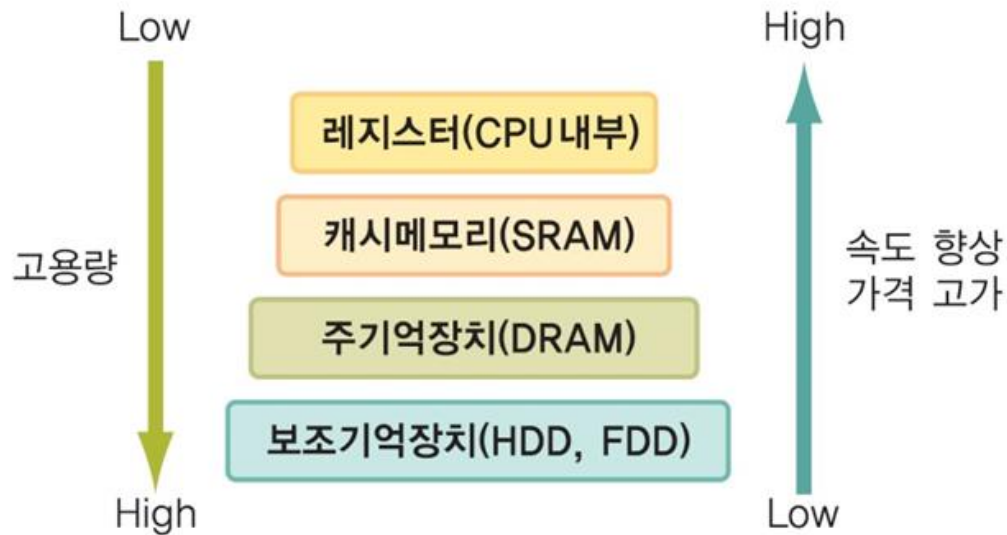 Low
High
레지스터(CPU 내부)
캐시메모리(SRAM)
고용량
속도 향상
가격 고가
주기억장치(DRAM)
보조기억장치(HDD, FDD)
High
Low